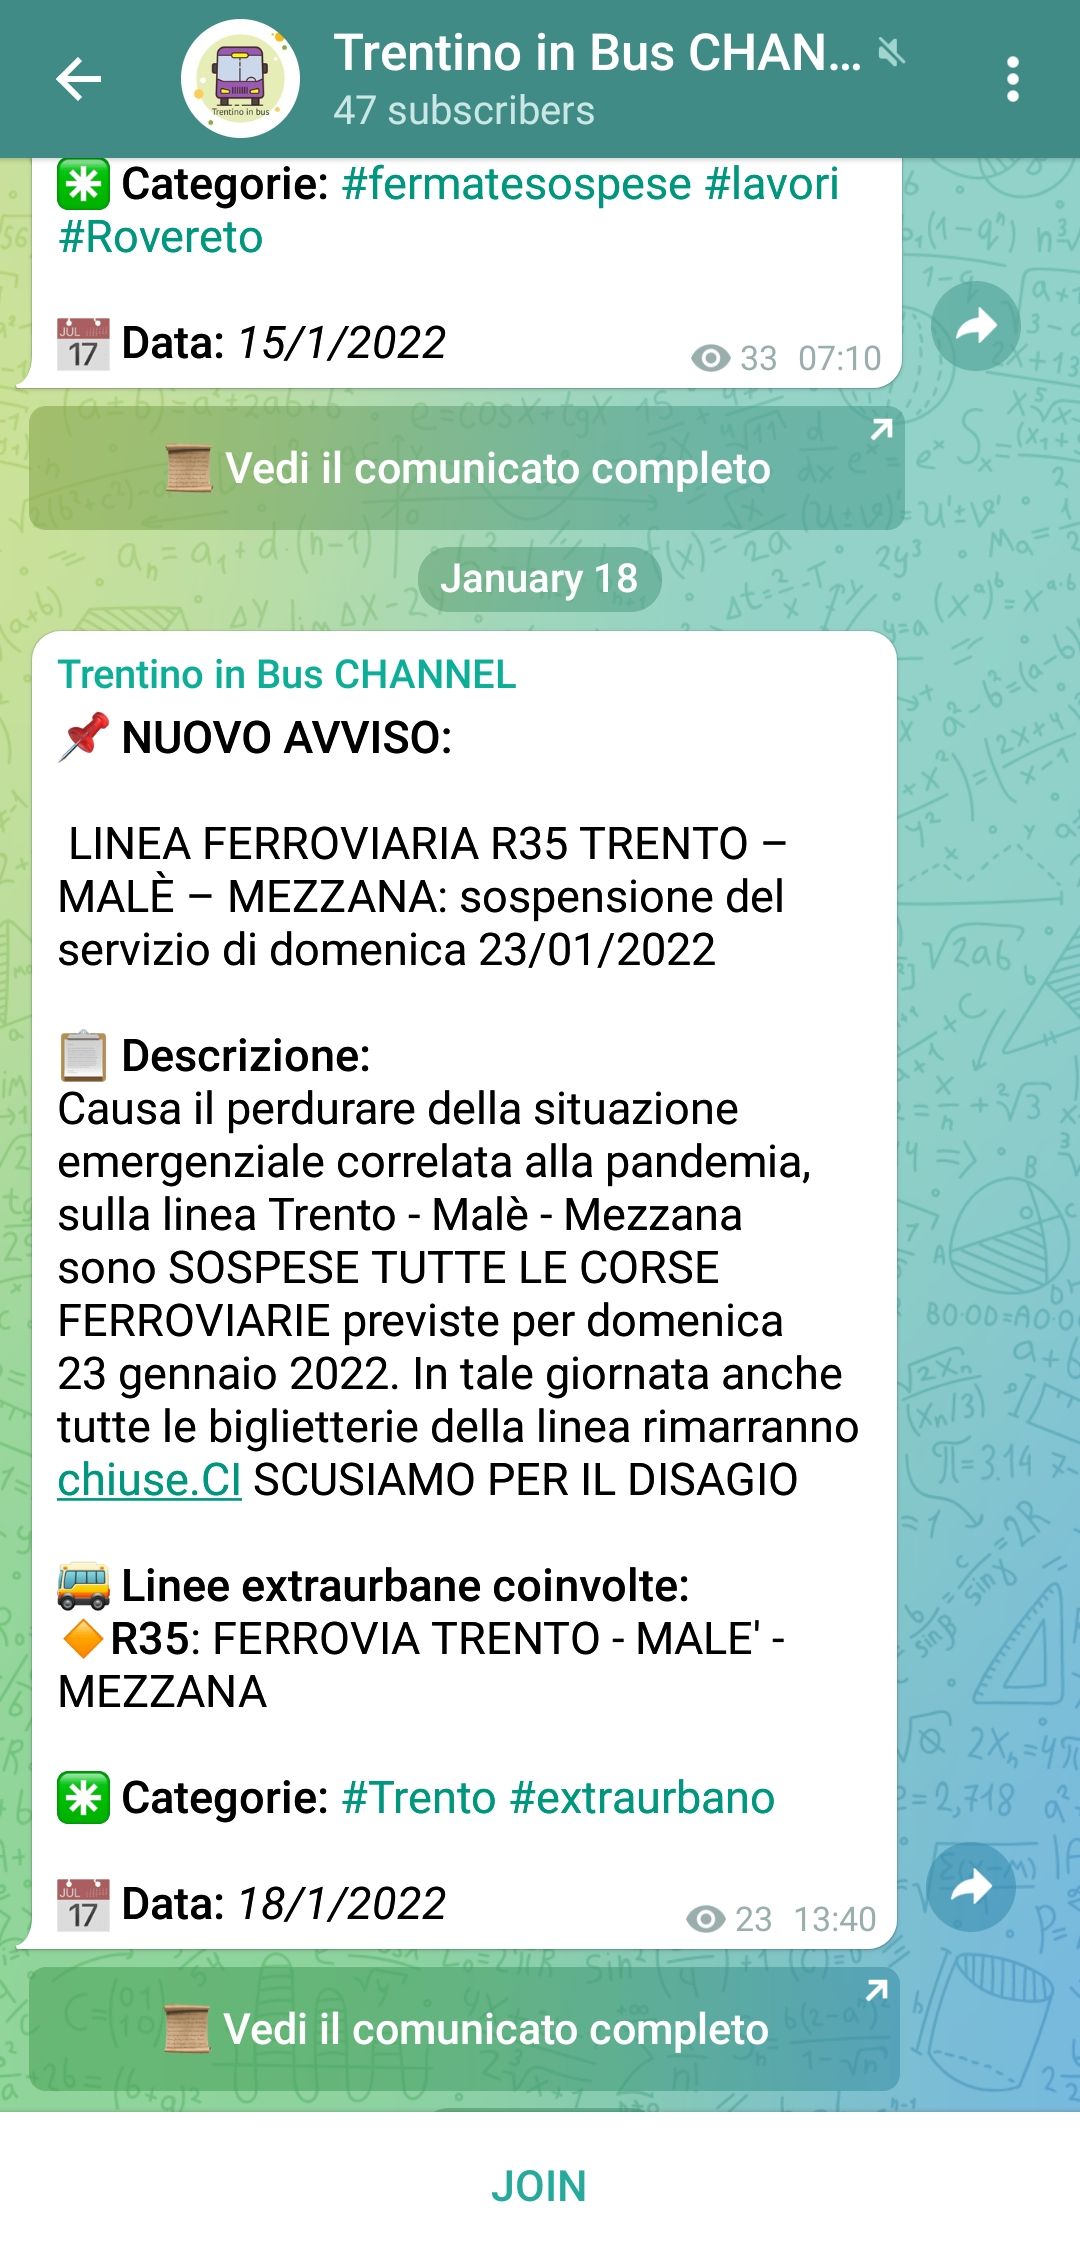 Trentino in Bus CHAN...
47 subscribers
Trentino in bus
Categorie: #fermatesospese #lavori
#Rovereto
JUL
17
Data: 15/1/2022
33 07:10
Vedi il comunicato completo
January 18
Trentino in Bus CHANNEL
NUOVO AVVISO:
LINEA FERROVIARIA R35 TRENTO –
MALÈ – MEZZANA: sospensione del
servizio di domenica 23/01/2022
Descrizione:
Causa il perdurare della situazione
emergenziale correlata alla pandemia,
sulla linea Trento - Malè - Mezzana
sono SOSPESE TUTTE LE CORSE
FERROVIARIE previste per domenica
23 gennaio 2022. In tale giornata anche
tutte le biglietterie della linea rimarranno
chiuse.CI SCUSIAMO PER IL DISAGIO
Linee extraurbane coinvolte:
R35: FERROVIA TRENTO - MALE' -
MEZZANA
Categorie: #Trento #extraurbano
JUL
17
Data: 18/1/2022
23 13:40
Vedi il comunicato completo
JOIN